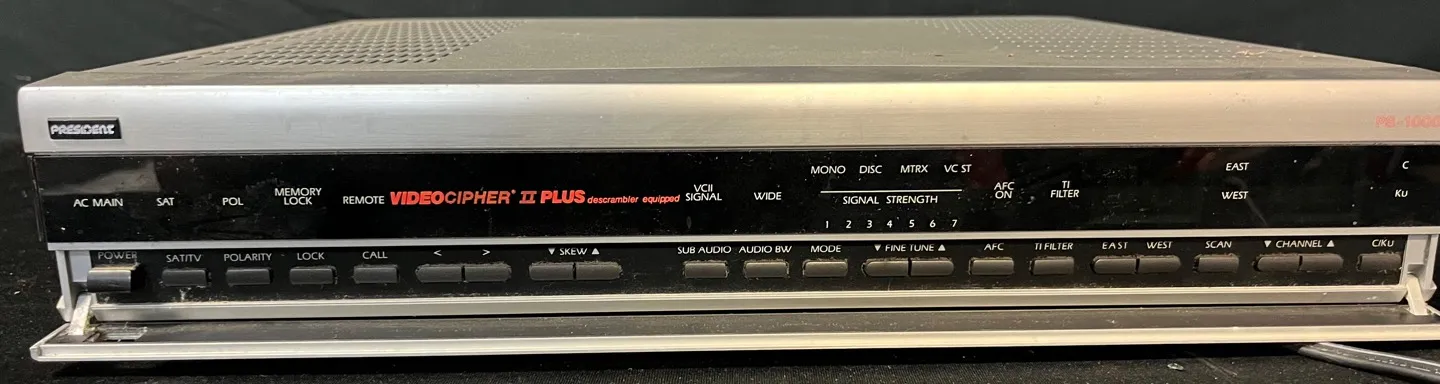 PRESIDENT
MONO DISC MTRX VC ST
EAST
C
AC MAIN SAT POL MEMORY LOCK REMOTE VIDEOCIPHER II PLUS descrambler equipped VCII SIGNAL WIDE SIGNAL STRENGTH AFC ON TI FILTER WEST Ku
1 2 3 4 5 6 7
POWER SAT/TV POLARITY LOCK CALL < > ▼ SKEW ▲ SUB AUDIO AUDIO BW MODE ▼ FINE TUNE ▲ AFC TI FILTER EAST WEST SCAN ▼ CHANNEL ▲ C/Ku